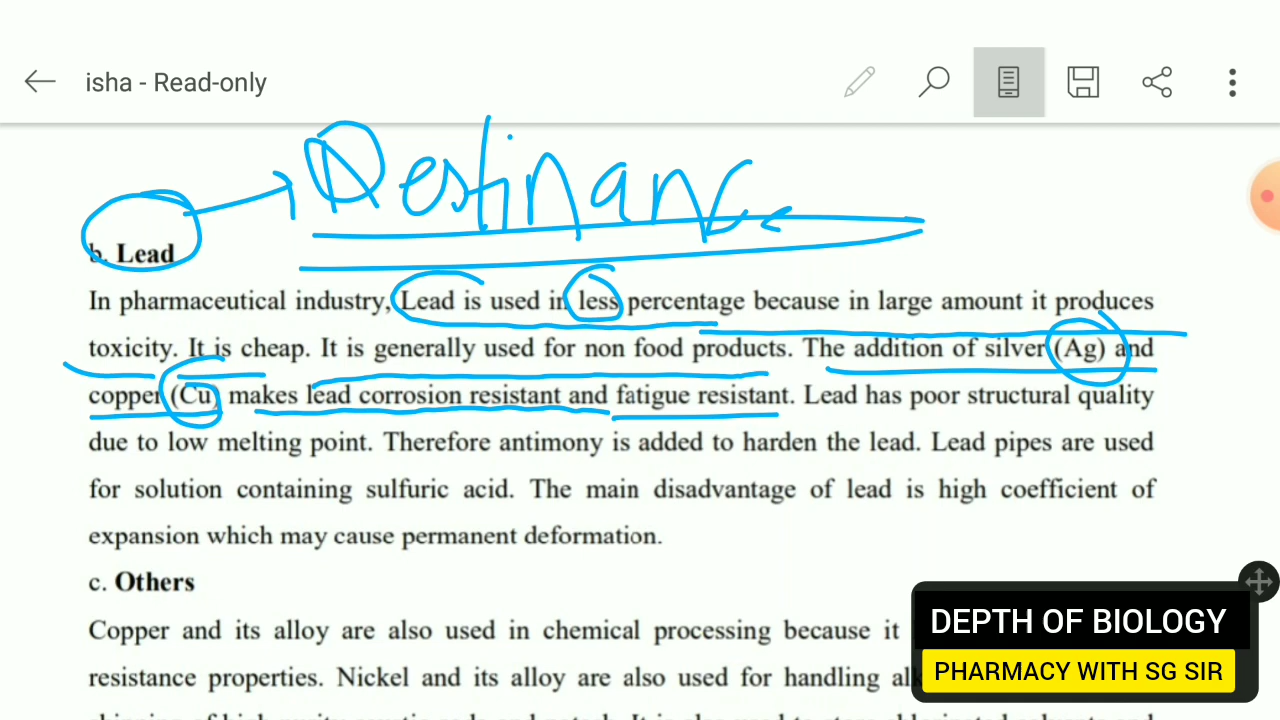 isha - Read-only
b. Lead
In pharmaceutical industry, Lead is used in less percentage because in large amount it produces
toxicity. It is cheap. It is generally used for non food products. The addition of silver (Ag) and
copper (Cu) makes lead corrosion resistant and fatigue resistant. Lead has poor structural quality
due to low melting point. Therefore antimony is added to harden the lead. Lead pipes are used
for solution containing sulfuric acid. The main disadvantage of lead is high coefficient of
expansion which may cause permanent deformation.
c. Others
Copper and its alloy are also used in chemical processing because it
resistance properties. Nickel and its alloy are also used for handling
DEPTH OF BIOLOGY
PHARMACY WITH SG SIR